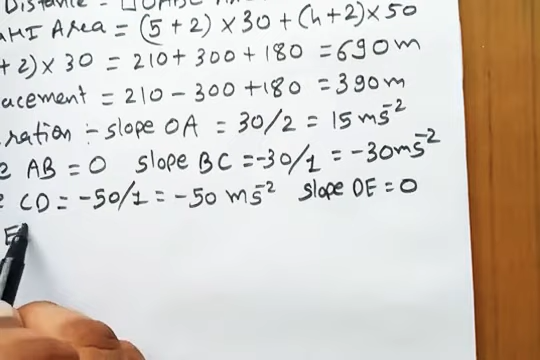 Distance =
Area = (5+2) × 30 + (h+2) × 50
+ 2) × 30 = 210 + 300 + 180 = 690 m
acement = 210 - 300 + 180 = 390 m
ration :- slope OA = 30/2 = 15 ms⁻²
e AB = 0 slope BC = -30/1 = -30 ms⁻²
e CD = -50/1 = -50 ms⁻² slope DE = 0
E